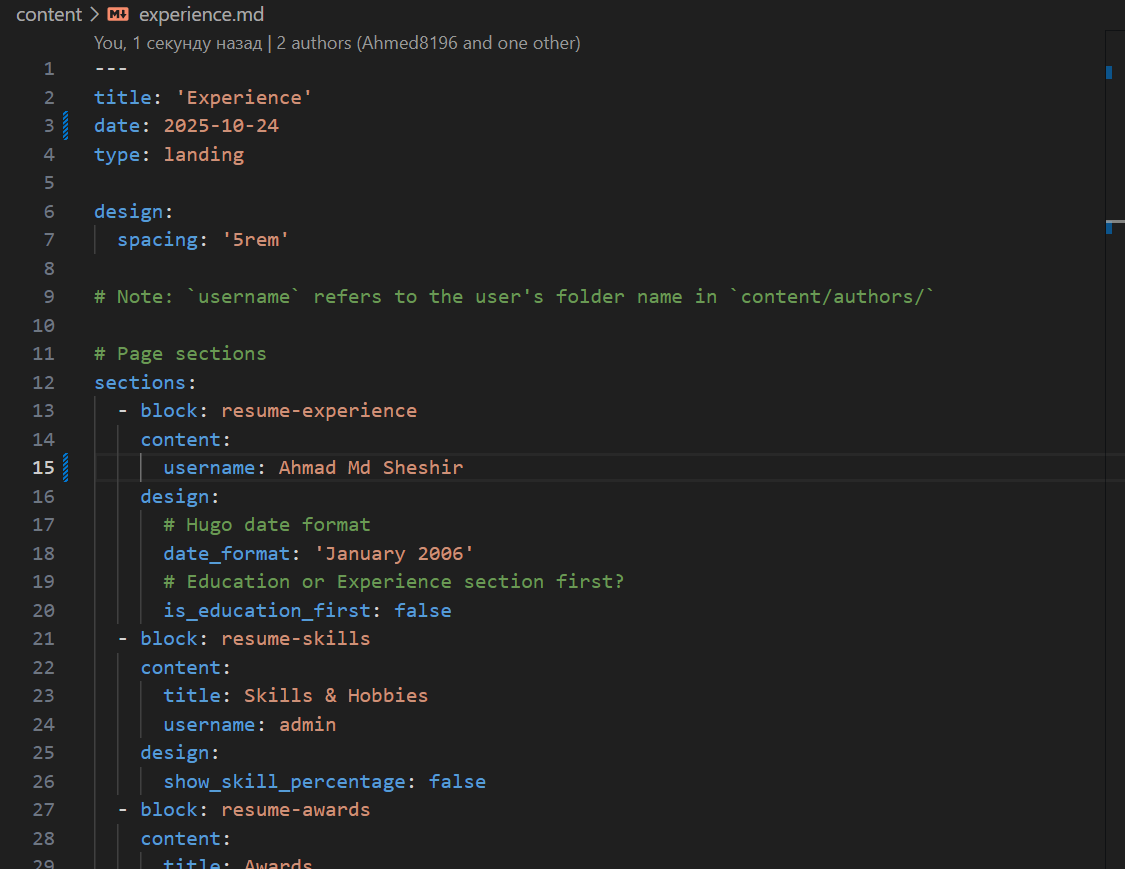 content > experience.md
You, 1 секунду назад | 2 authors (Ahmed8196 and one other)
1 ---
2 title: 'Experience'
3 date: 2025-10-24
4 type: landing
5
6 design:
7 spacing: '5rem'
8
9 # Note: `username` refers to the user's folder name in `content/authors/`
10
11 # Page sections
12 sections:
13 - block: resume-experience
14 content:
15 username: Ahmad Md Sheshir
16 design:
17 # Hugo date format
18 date_format: 'January 2006'
19 # Education or Experience section first?
20 is_education_first: false
21 - block: resume-skills
22 content:
23 title: Skills & Hobbies
24 username: admin
25 design:
26 show_skill_percentage: false
27 - block: resume-awards
28 content:
29 title: Awards